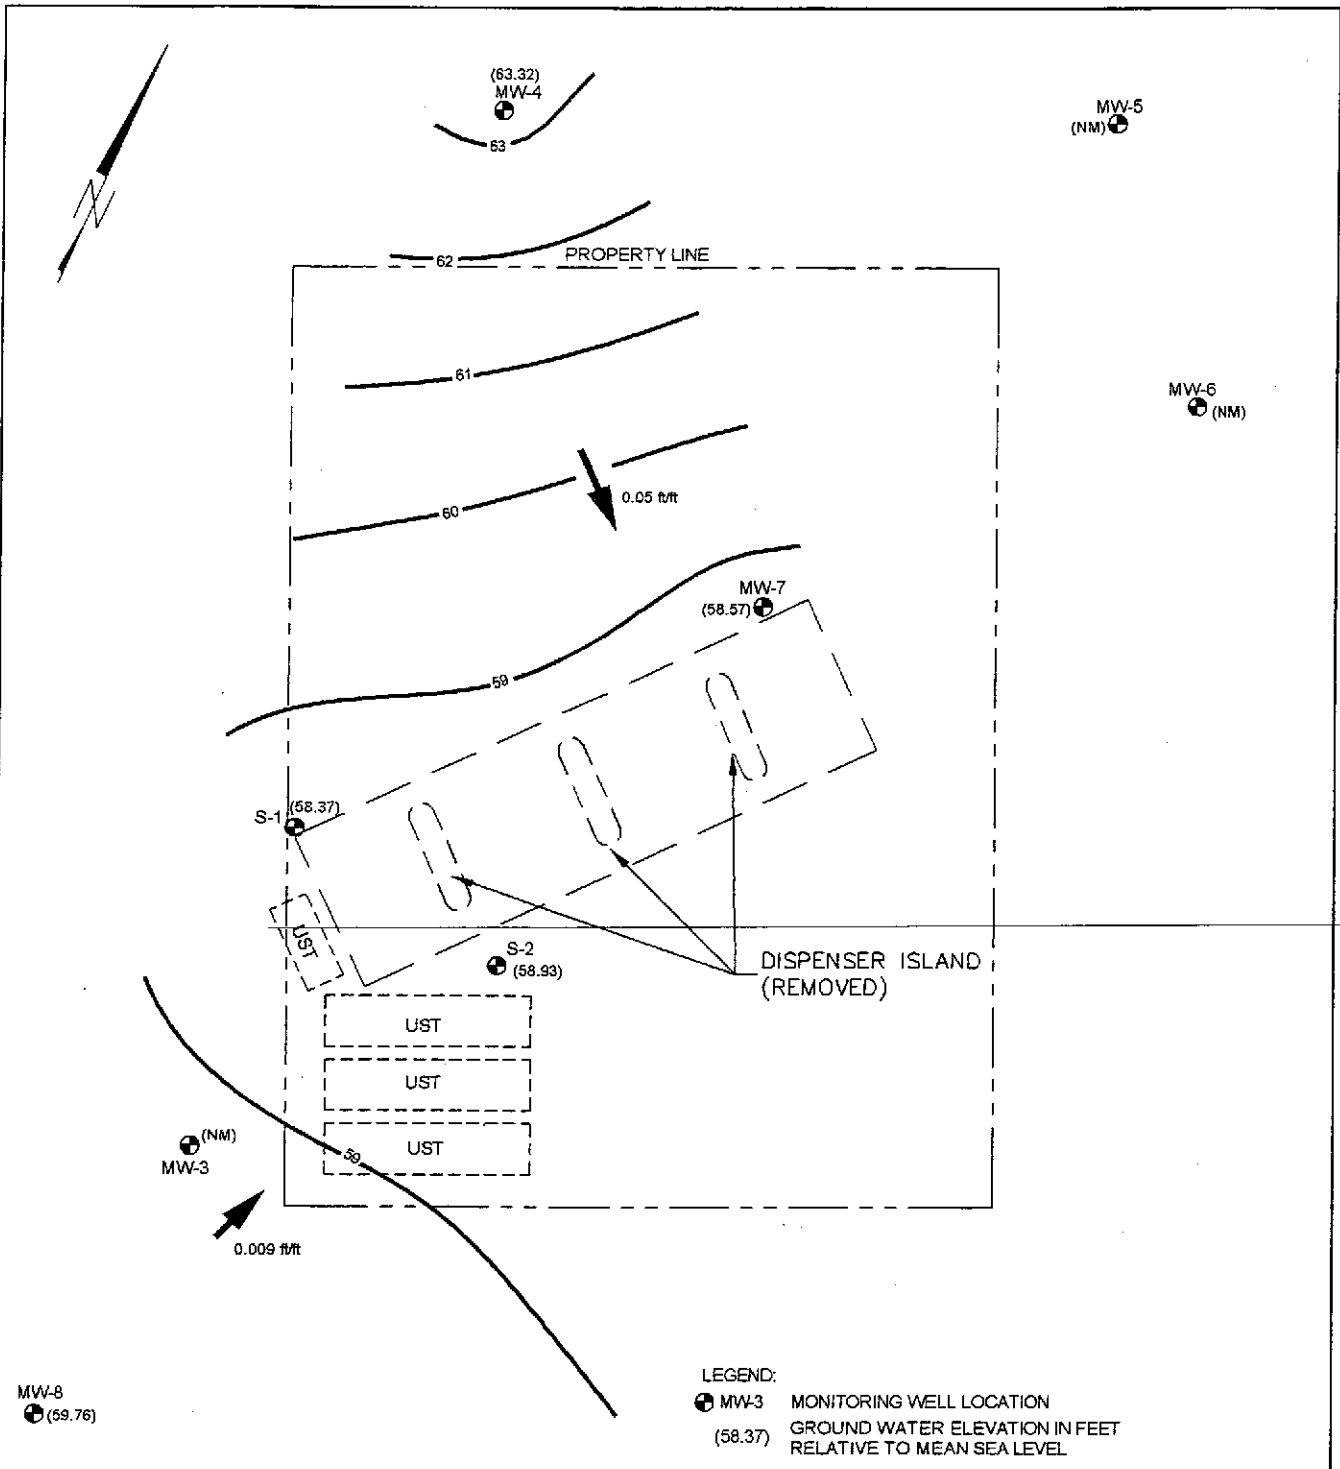 (63.32)
MW-4
MW-5
(NM)
63
N
62
PROPERTY LINE
61
MW-6
(NM)
60
0.05 ft/ft
MW-7
(58.57)
59
S-1
(58.37)
UST
S-2
(58.93)
DISPENSER ISLAND
(REMOVED)
UST
UST
UST
(NM)
MW-3
59
0.009 ft/ft
MW-8
(59.76)
LEGEND:
MW-3 MONITORING WELL LOCATION
(58.37) GROUND WATER ELEVATION IN FEET
RELATIVE TO MEAN SEA LEVEL